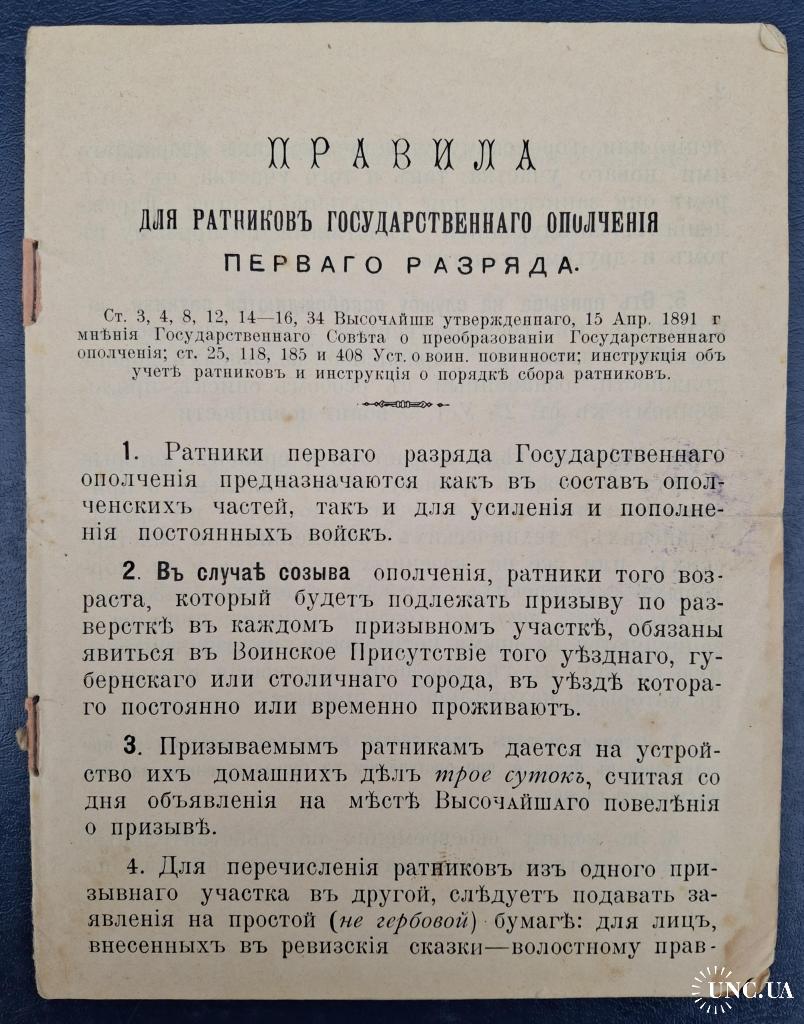 ПРАВИЛА
ДЛЯ РАТНИКОВЪ ГОСУДАРСТВЕННАГО ОПОЛЧЕНІЯ
ПЕРВАГО РАЗРЯДА.
Ст. 3, 4, 8, 12, 14—16, 34 Высочайше утвержденнаго, 15 Апр. 1891 г
мнѣнія Государственнаго Совѣта о преобразованіи Государственнаго
ополченія; ст. 25, 118, 185 и 408 Уст. о воин. повинности; инструкція объ
учетѣ ратниковъ и инструкція о порядкѣ сбора ратниковъ.
1. Ратники перваго разряда Государственнаго
ополченія предназначаются какъ въ составъ опол-
ченскихъ частей, такъ и для усиленія и пополне-
нія постоянныхъ войскъ.
2. Въ случаѣ созыва ополченія, ратники того воз-
раста, который будетъ подлежать призыву по раз-
версткѣ въ каждомъ призывномъ участкѣ, обязаны
явиться въ Воинское Присутствіе того уѣзднаго, гу-
бернскаго или столичнаго города, въ уѣздѣ котора-
го постоянно или временно проживаютъ.
3. Призываемымъ ратникамъ дается на устрой-
ство ихъ домашнихъ дѣлъ трое сутокъ, считая со
дня объявленія на мѣстѣ Высочайшаго повелѣнія
о призывѣ.
4. Для перечисленія ратниковъ изъ одного при-
зывнаго участка въ другой, слѣдуетъ подавать за-
явленія на простой (не гербовой) бумагѣ: для лицъ,
внесенныхъ въ ревизскія сказки—волостному прав-
UNC.UA